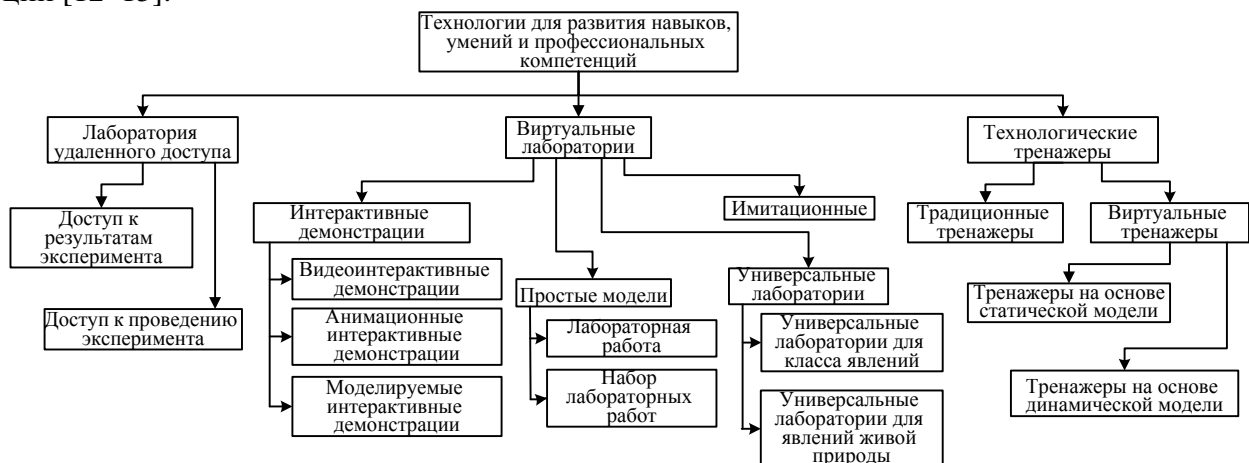 ции [12–15].
Технологии для развития навыков,
умений и профессиональных
компетенций
Лаборатория
удаленного доступа
Виртуальные
лаборатории
Технологические
тренажеры
Доступ к
результатам
эксперимента
Доступ к проведению
эксперимента
Интерактивные
демонстрации
Видеоинтерактивные
демонстрации
Анимационные
интерактивные
демонстрации
Моделируемые
интерактивные
демонстрации
Простые модели
Лабораторная
работа
Набор
лабораторных
работ
Имитационные
Универсальные
лаборатории
Универсальные
лаборатории для
класса явлений
Универсальные
лаборатории для
явлений живой
природы
Традиционные
тренажеры
Виртуальные
тренажеры
Тренажеры на основе
статической модели
Тренажеры на основе
динамической модели